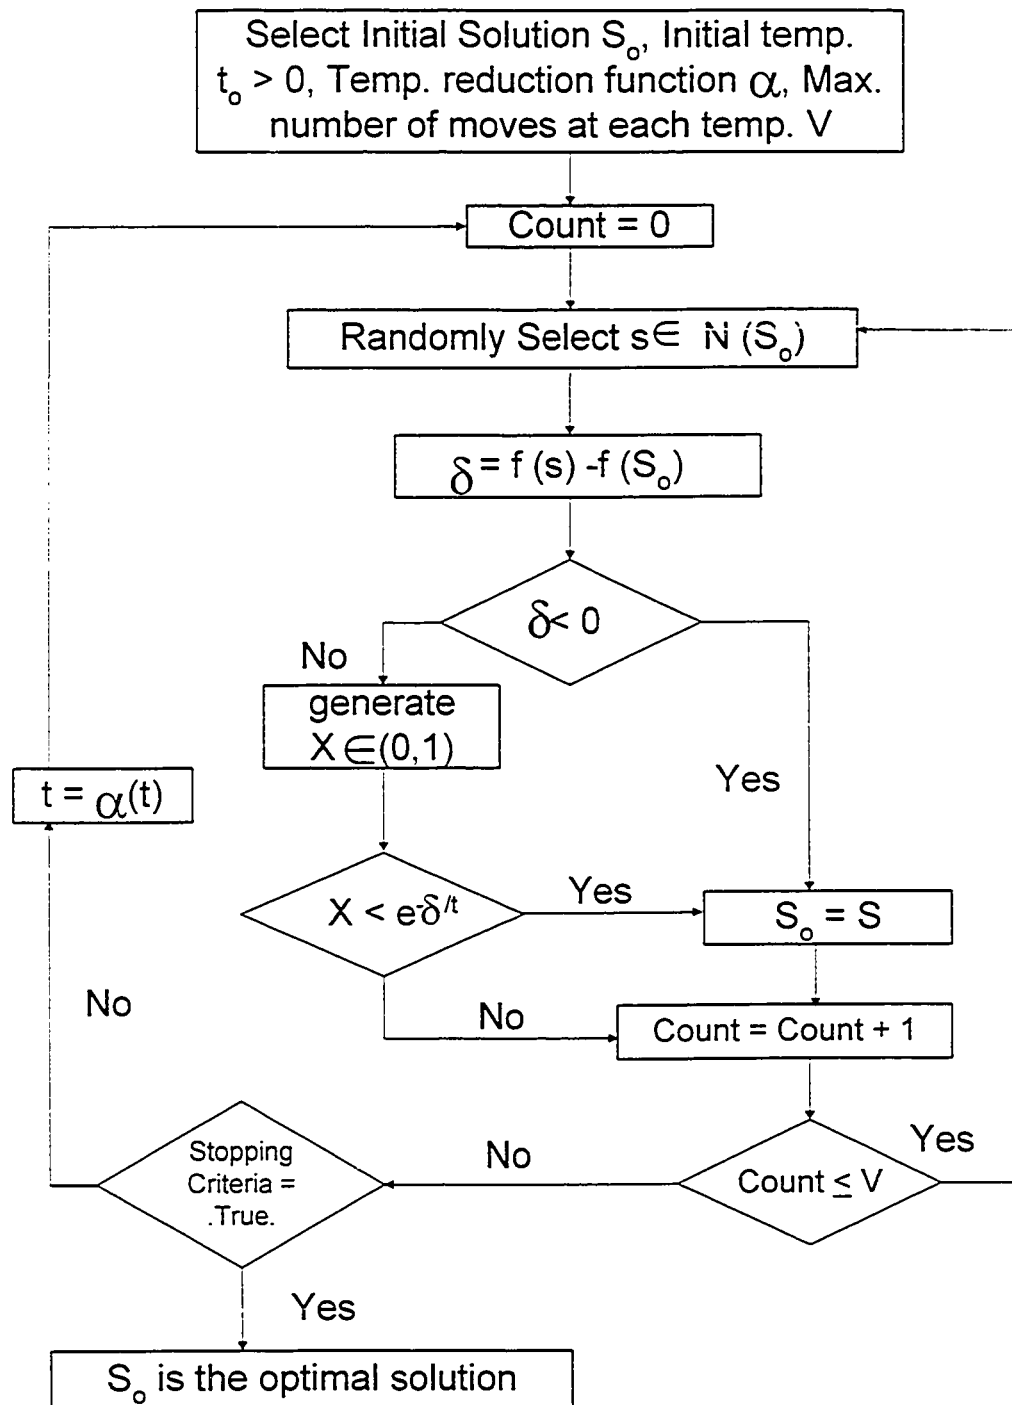 Select Initial Solution So, Initial temp.
to > 0, Temp. reduction function α, Max.
number of moves at each temp. V
Count = 0
Randomly Select s∈ N (So)
δ = f (s) -f (So)
δ< 0
No
generate
X ∈(0,1)
Yes
t = α(t)
X < e-δ/t
Yes
So = S
No
No
Count = Count + 1
Stopping
Criteria =
.True.
No
Count ≤ V
Yes
Yes
So is the optimal solution